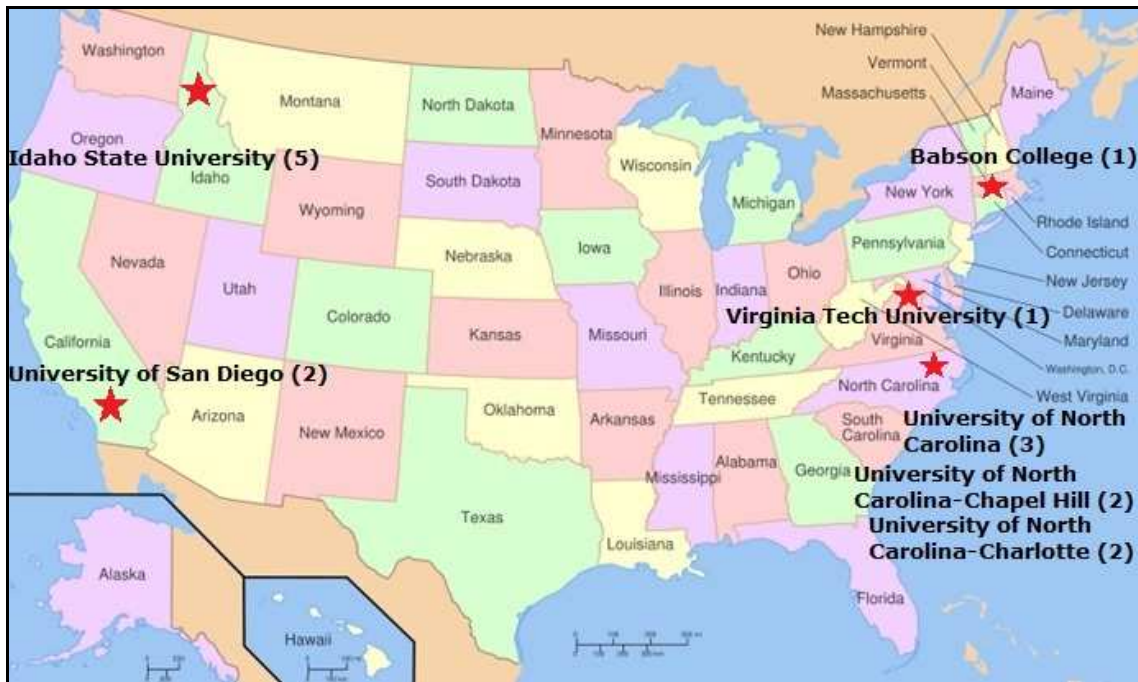 New Hampshire
Vermont
Massachusetts
Maine
Washington
Montana
North Dakota
Minnesota
Oregon
Idaho State University (5)
Idaho
Wyoming
South Dakota
Wisconsin
Michigan
New York
Babson College (1)
Rhode Island
Connecticut
New Jersey
Delaware
Maryland
Washington, D.C.
West Virginia
Nevada
Utah
Colorado
Nebraska
Iowa
Illinois
Indiana
Ohio
Pennsylvania
Virginia Tech University (1)
Virginia
California
University of San Diego (2)
Arizona
New Mexico
Kansas
Missouri
Kentucky
Oklahoma
Arkansas
Tennessee
North Carolina
South
Carolina
University of North
Carolina (3)
University of North
Carolina-Chapel Hill (2)
University of North
Carolina-Charlotte (2)
Texas
Louisiana
Mississippi
Alabama
Georgia
Florida
Alaska
Hawaii